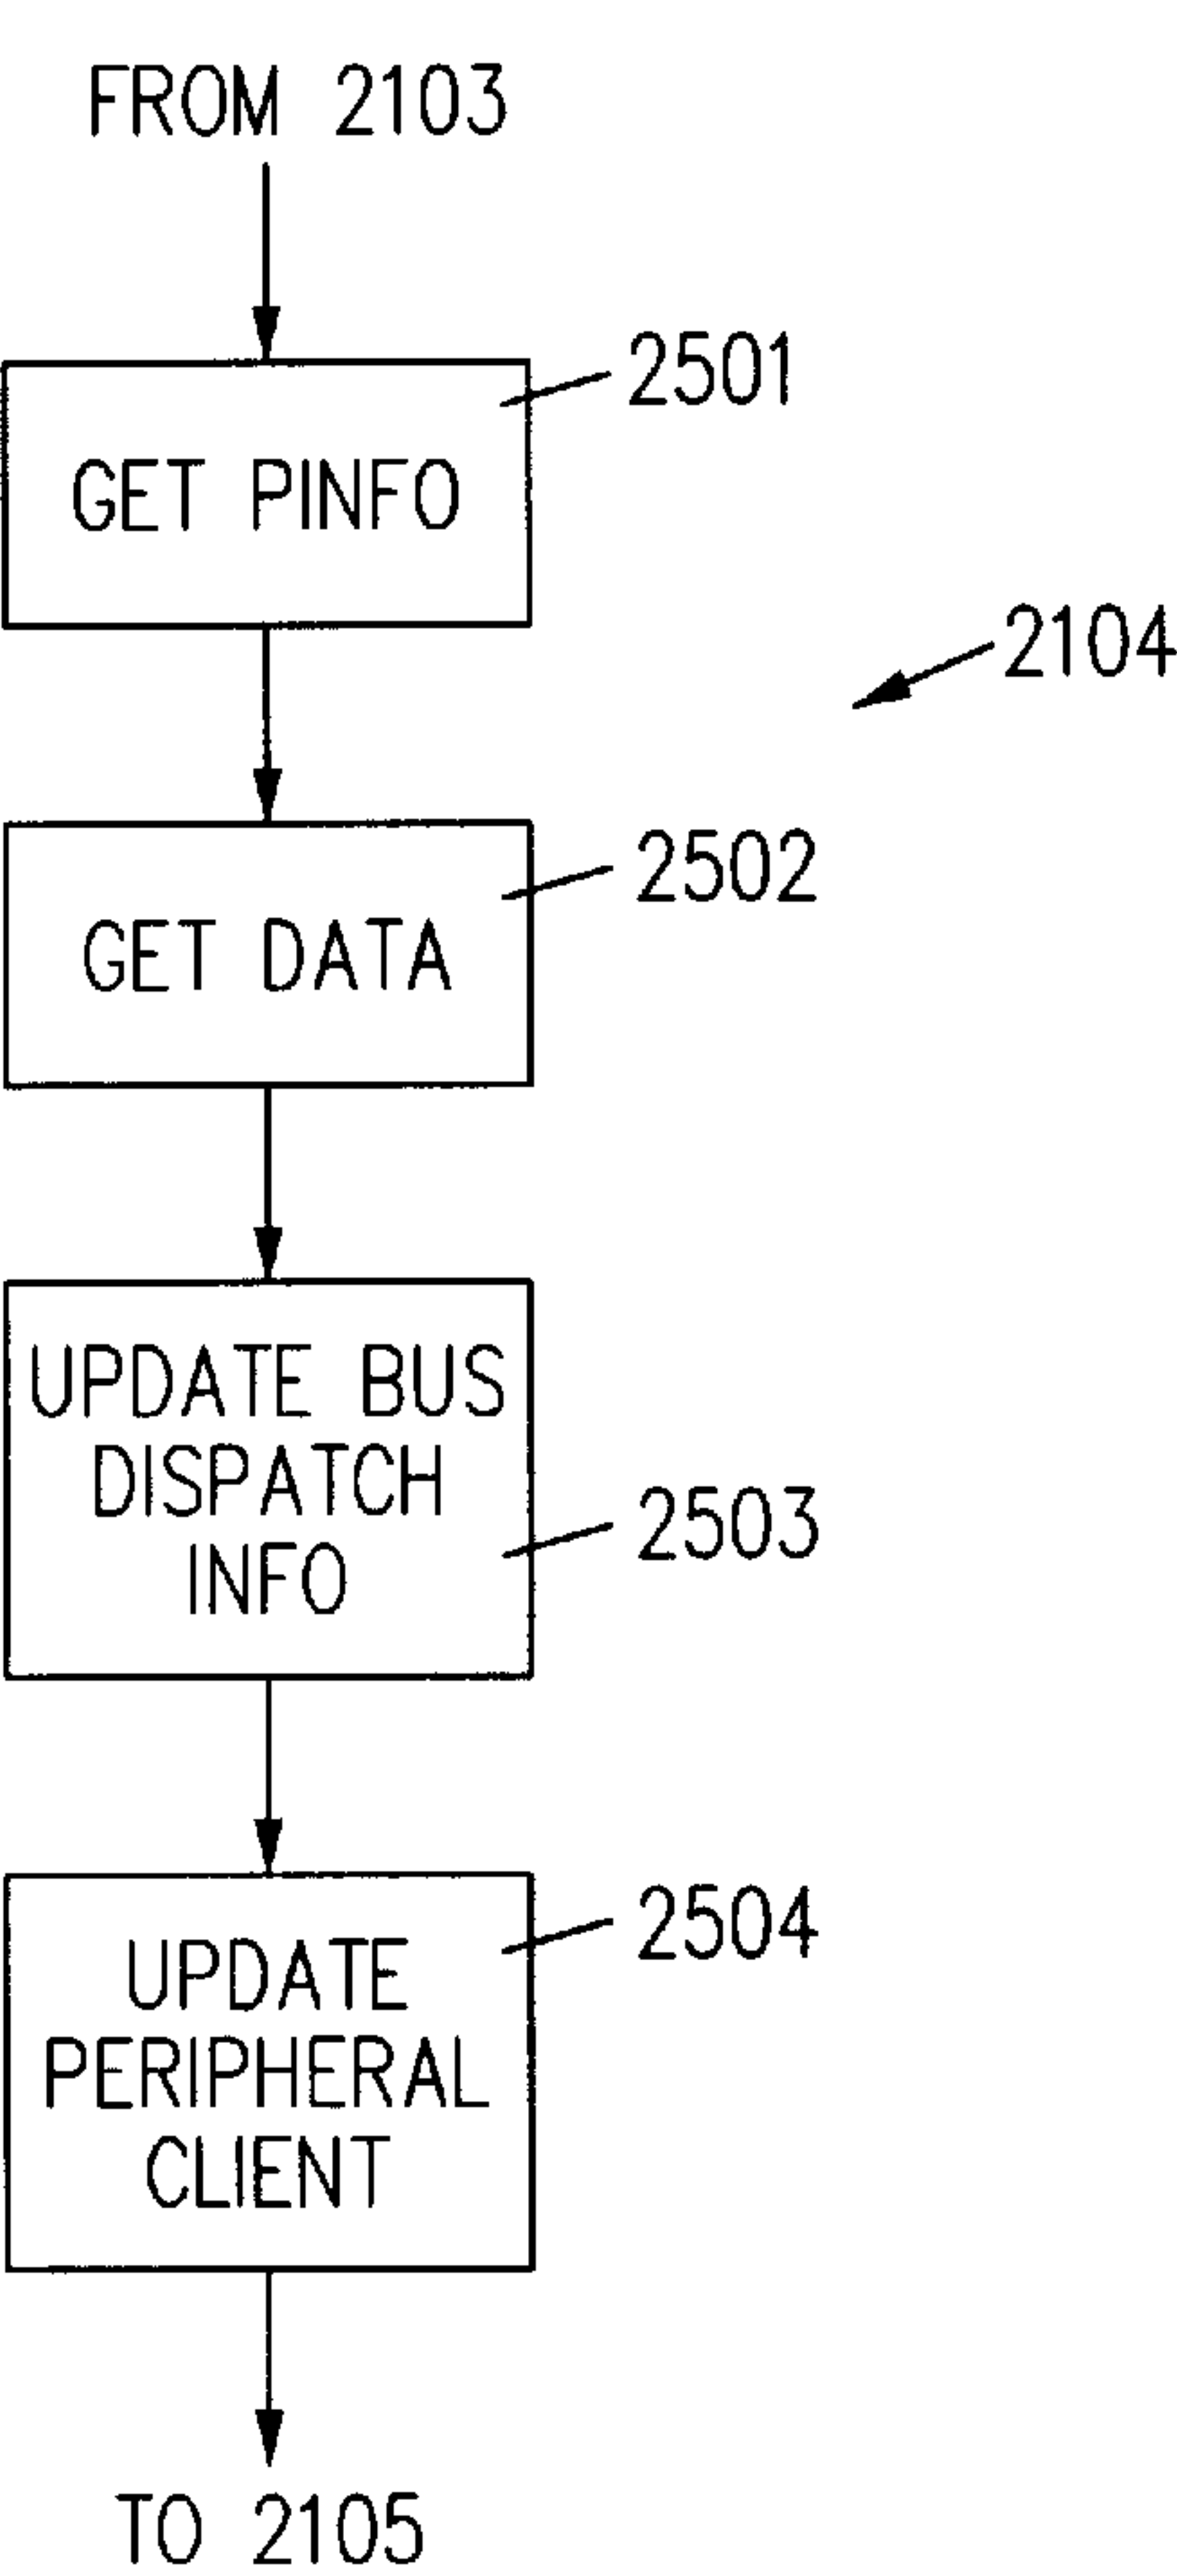 FROM 2103
2501
GET PINFO
2104
2502
GET DATA
UPDATE BUS
DISPATCH
INFO
2503
2504
UPDATE
PERIPHERAL
CLIENT
TO 2105